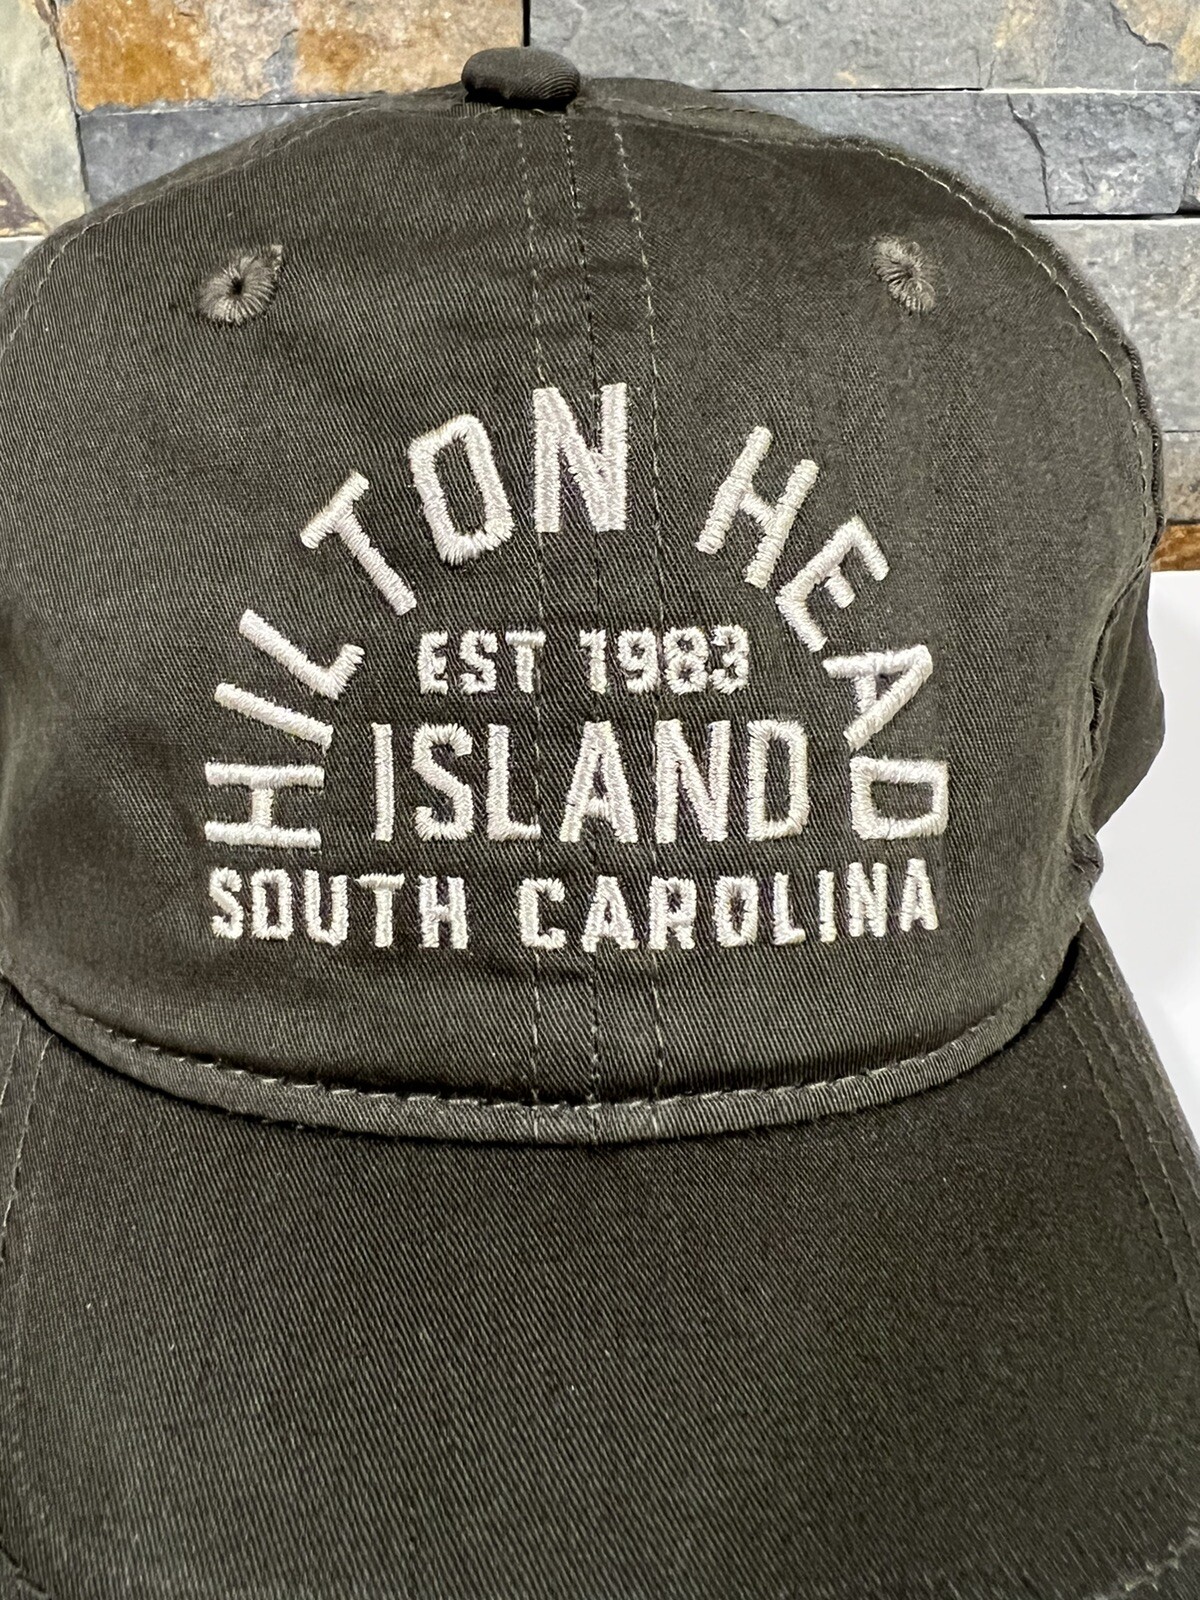 HILTON HEAD
EST 1983
ISLAND
SOUTH CAROLINA